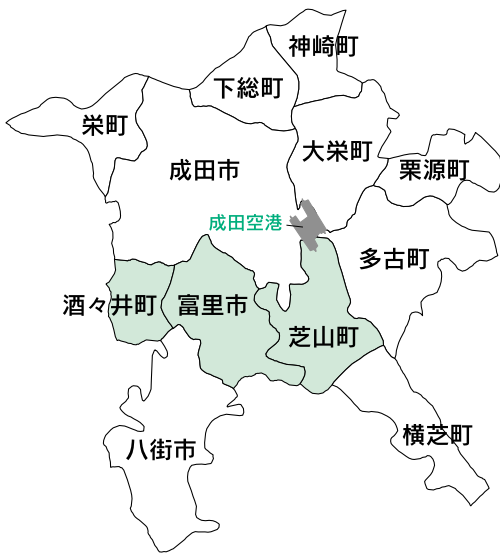 神崎町
下総町
栄町
大栄町
成田市
栗源町
成田空港
多古町
酒々井町
富里市
芝山町
横芝町
八街市